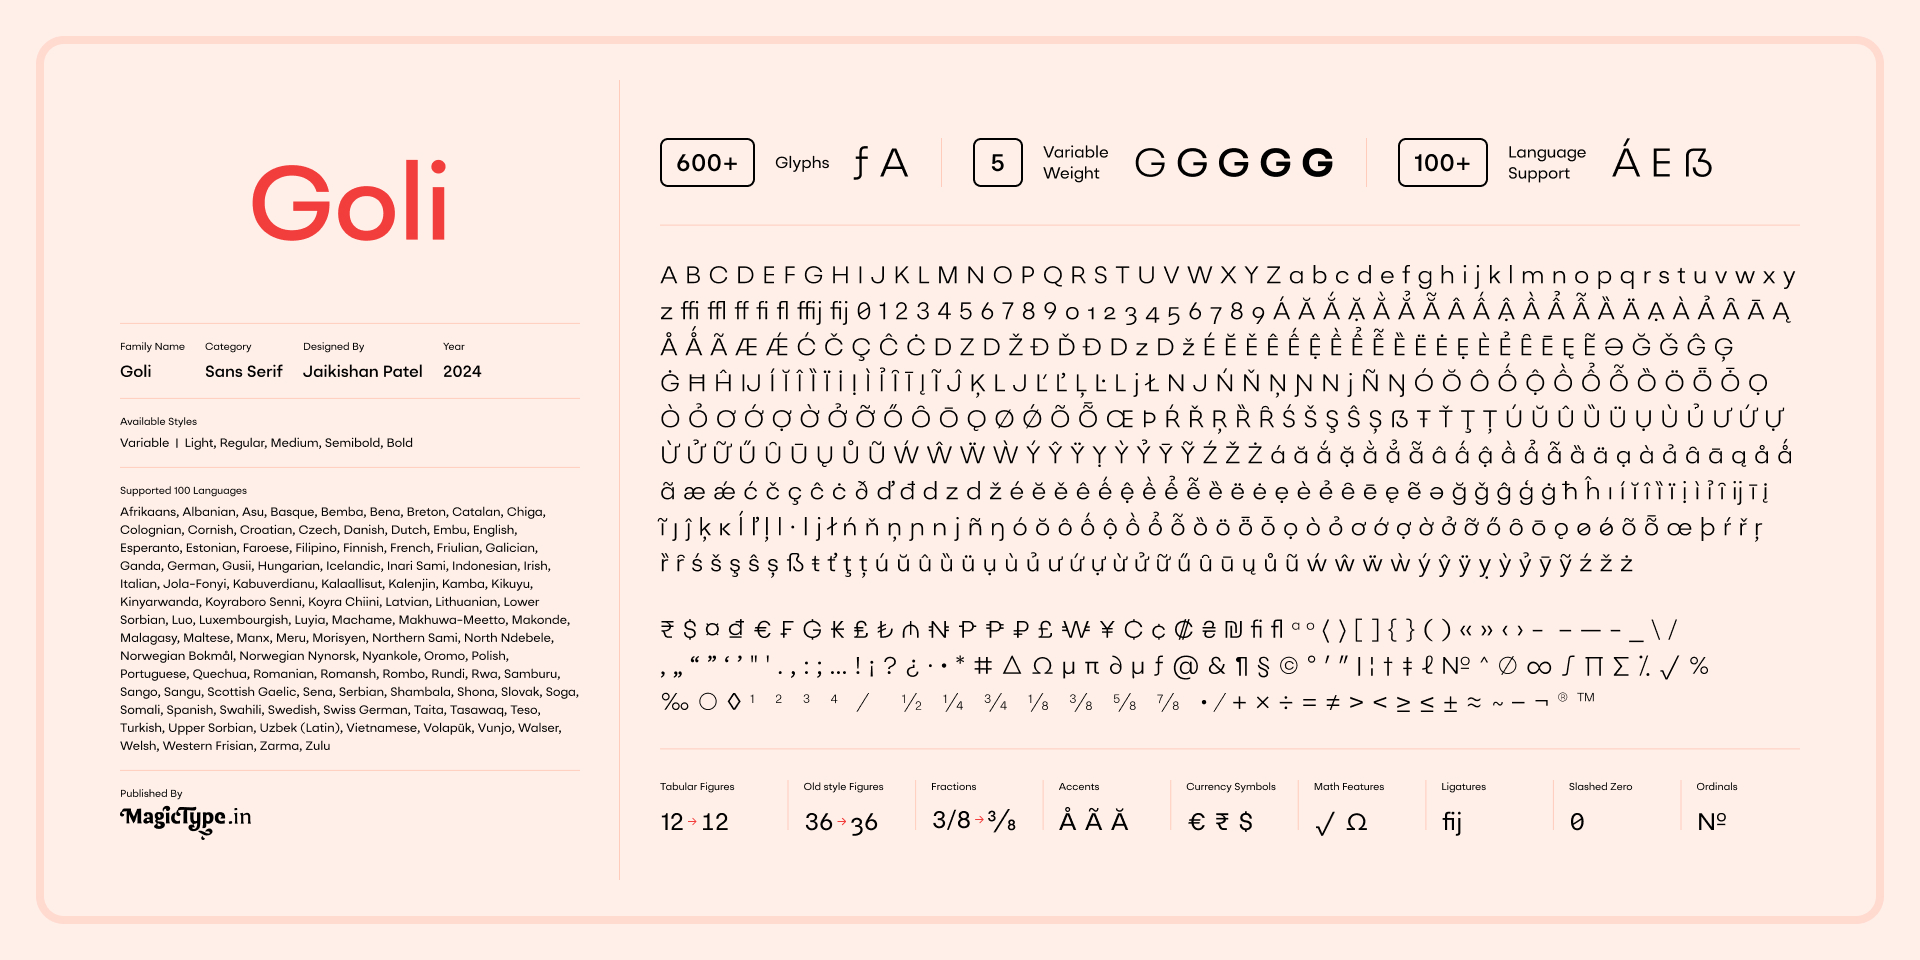 Goli
Family Name Category Designed By Year
Goli Sans Serif Jaikishan Patel 2024
Available Styles
Variable | Light, Regular, Medium, Semibold, Bold
Supported 100 Languages
Afrikaans, Albanian, Asu, Basque, Bemba, Bena, Breton, Catalan, Chiga,
Colognian, Cornish, Croatian, Czech, Danish, Dutch, Embu, English,
Esperanto, Estonian, Faroese, Filipino, Finnish, French, Friulian, Galician,
Ganda, German, Gusii, Hungarian, Icelandic, Inari Sami, Indonesian, Irish,
Italian, Jola-Fonyi, Kabuverdianu, Kalaallisut, Kalenjin, Kamba, Kikuyu,
Kinyarwanda, Koyraboro Senni, Koyra Chiini, Latvian, Lithuanian, Lower
Sorbian, Luo, Luxembourgish, Luyia, Machame, Makhuwa-Meetto, Makonde,
Malagasy, Maltese, Manx, Meru, Morisyen, Northern Sami, North Ndebele,
Norwegian Bokmål, Norwegian Nynorsk, Nyankole, Oromo, Polish,
Portuguese, Quechua, Romanian, Romansh, Rombo, Rundi, Rwa, Samburu,
Sango, Sangu, Scottish Gaelic, Sena, Serbian, Shambala, Shona, Slovak, Soga,
Somali, Spanish, Swahili, Swedish, Swiss German, Taita, Tasawaq, Teso,
Turkish, Upper Sorbian, Uzbek (Latin), Vietnamese, Volapük, Vunjo, Walser,
Welsh, Western Frisian, Zarma, Zulu
Published By
MagicType.in
600+ Glyphs ƒ A 5 Variable Weight G G G G G 100+ Language Support Á E ẞ
A B C D E F G H I J K L M N O P Q R S T U V W X Y Z a b c d e f g h i j k l m n o p q r s t u v w x y
z ffi ffl ff fi fl ffij fij 0 1 2 3 4 5 6 7 8 9 0 1 2 3 4 5 6 7 8 9 Á Ă Ắ Ặ Ằ Ẳ Ẵ Â Ấ Ậ Ầ Ẩ Ẫ Ȁ Ä Ạ À Ả Ȃ Ā Ą
Å Ǻ Ã Æ Ǽ Ć Č Ç Ĉ Ċ D Z D Ž Đ Ď Đ D z D ž É Ĕ Ě Ê Ế Ệ Ề Ể Ễ Ȅ Ë Ė Ẹ È Ẻ Ȇ Ē Ę Ẽ Ə Ğ Ǧ Ĝ Ģ
Ġ Ħ Ĥ IJ Í Ĭ Î Ȉ Ï İ Ị Ì Ỉ Ȋ Ī Į Ĩ Ĵ Ķ L J Ĺ Ľ Ļ Ŀ L j Ł N J Ń Ň Ņ Ɲ N j Ñ Ŋ Ó Ŏ Ô Ố Ộ Ồ Ổ Ỗ Ȍ Ö Ȫ Ȱ Ọ
Ò Ỏ Ơ Ớ Ợ Ờ Ở Ỡ Ő Ȏ Ō Ǫ Ø Ǿ Õ Ȭ Œ Þ Ŕ Ř Ŗ Ȑ Ȓ Ś Š Ş Ŝ Ș ẞ Ŧ Ť Ţ Ț Ú Ŭ Û Ȕ Ü Ụ Ù Ủ Ư Ứ Ự
Ừ Ử Ữ Ű Ȗ Ū Ų Ů Ũ Ẃ Ŵ Ẅ Ẁ Ý Ŷ Ÿ Ỵ Ỳ Ỷ Ȳ Ỹ Ź Ž Ż á ă ắ ặ ằ ẳ ẵ â ấ ậ ầ ẩ ẫ ȁ ä ạ à ả ȃ ā ą å ǻ
ã æ ǽ ć č ç ĉ ċ ð ď đ d z d ž é ĕ ě ê ế ệ ề ể ễ ȅ ë ė ẹ è ẻ ȇ ē ę ẽ ə ğ ǧ ĝ ģ ġ ħ ĥ ı í ĭ î ȉ ï ị ì ỉ ȋ ij ī į
ĩ ȷ ĵ ķ ĸ ĺ ľ ļ l · l j ł ń ň ņ ɲ n j ñ ŋ ó ŏ ô ố ộ ồ ổ ỗ ȍ ö ȫ ȱ ọ ò ỏ ơ ớ ợ ờ ở ỡ ő ȏ ō ǫ ø ǿ õ ȭ œ þ ŕ ř ŗ
ȑ ȓ ś š ş ŝ ș ß ŧ ť ţ ț ú ŭ û ȕ ü ụ ù ủ ư ứ ự ừ ử ữ ű ȗ ū ų ů ũ ẃ ŵ ẅ ẁ ý ŷ ÿ ỵ ỳ ỷ ȳ ỹ ź ž ż
₹ $ ¤ ₫ € ₣ ₲ ₭ ₤ ₺ ₼ ₦ ₱ ₽ £ ₩ ¥ ₵ ¢ ₡ ₴ ₪ fi fl ª º ⟨ ⟩ [ ] { } ( ) « » ‹ › – - — - _ \ /
, „ “ ” ‘ ’ " ' . , : ; … ! ¡ ? ¿ · • * # ∆ Ω µ π ∂ μ ƒ @ & ¶ § © ° ′ ″ | ¦ † ‡ ℓ № ^ ∅ ∞ ∫ ∏ ∑ ⁒ √ %
‰ ○ ◊ ¹ ² ³ ⁴ ⁄ ½ ¼ ¾ ⅛ ⅜ ⅝ ⅞ • ∕ + × ÷ = ≠ > < ≥ ≤ ± ≈ ~ − ¬ ® ™
Tabular Figures Old style Figures Fractions Accents Currency Symbols Math Features Ligatures Slashed Zero Ordinals
12 → 12 36 → 36 3/8 → ⅜ Å Ã Ă € ₹ $ √ Ω fij 0 Nº